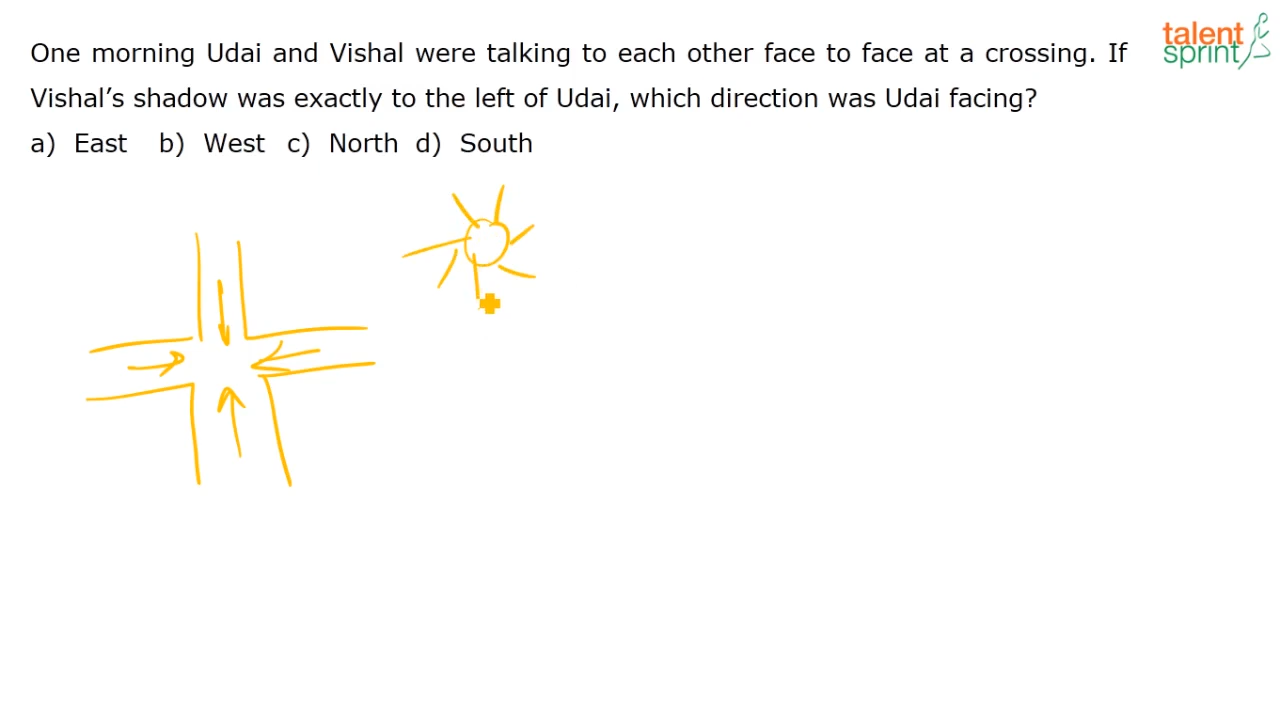 talent
sprint
One morning Udai and Vishal were talking to each other face to face at a crossing. If
Vishal’s shadow was exactly to the left of Udai, which direction was Udai facing?
a) East b) West c) North d) South